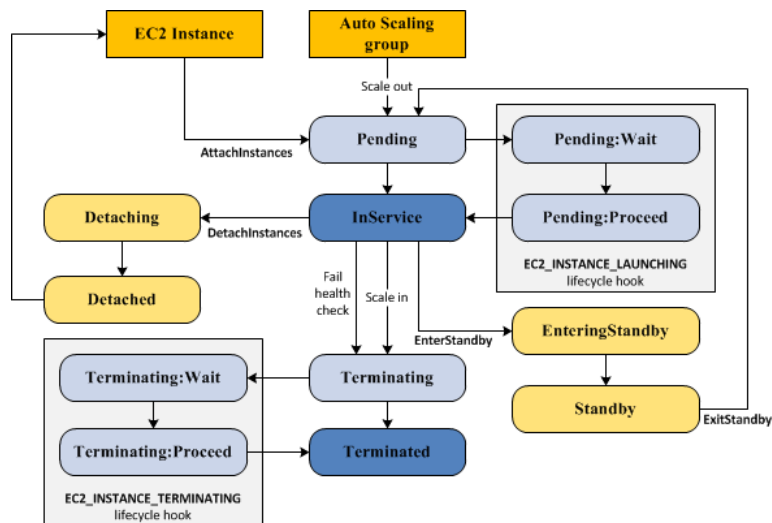 EC2 Instance
Auto Scaling
group
Scale out
Pending
AttachInstances
Pending:Wait
Pending:Proceed
EC2_INSTANCE_LAUNCHING
lifecycle hook
InService
DetachInstances
Detaching
Detached
Fail
health
check
Scale in
EnterStandby
EnteringStandby
Standby
ExitStandby
Terminating
Terminating:Wait
Terminating:Proceed
Terminated
EC2_INSTANCE_TERMINATING
lifecycle hook